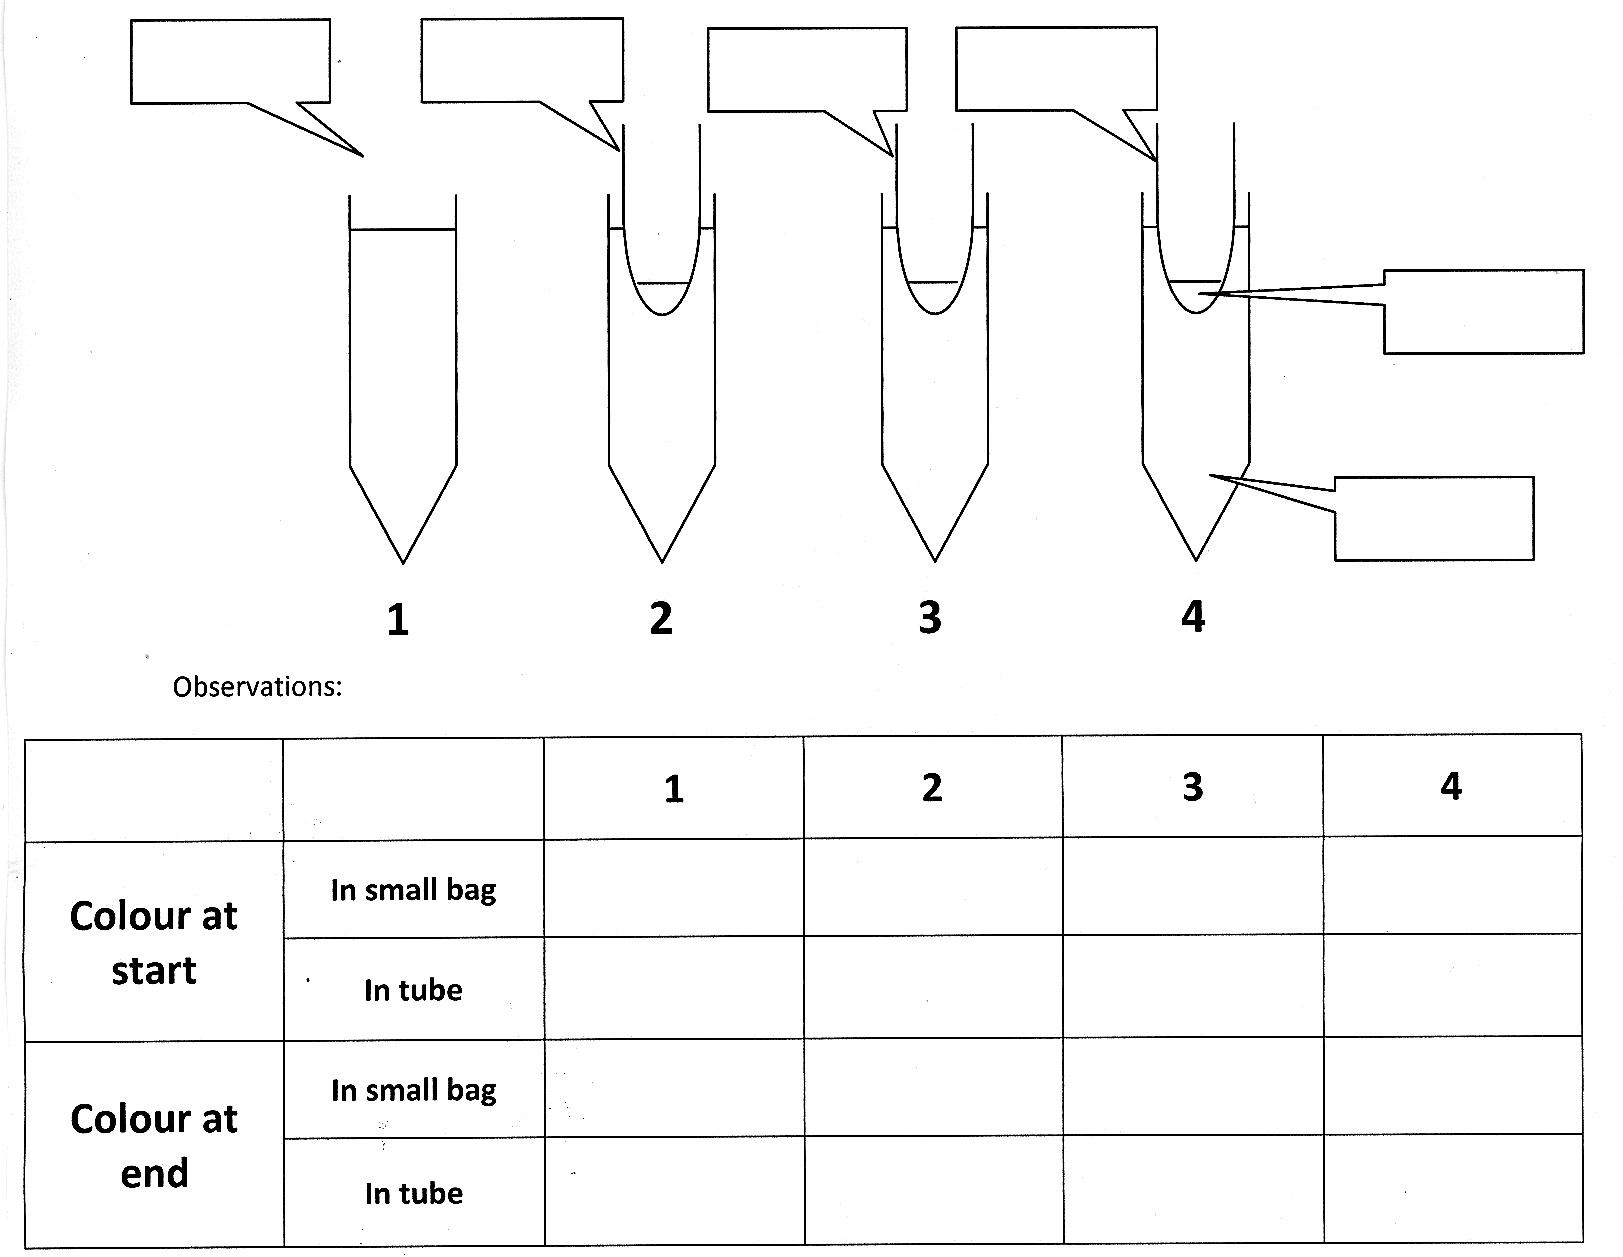 1 2 3 4
Observations:
1 2 3 4
Colour at
start
In small bag
In tube
Colour at
end
In small bag
In tube